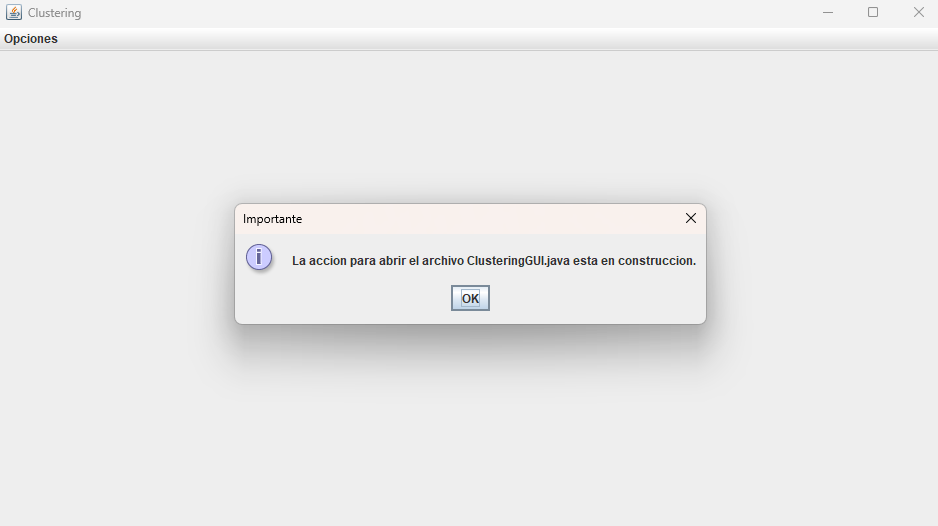 Clustering
Opciones
Importante
La accion para abrir el archivo ClusteringGUI.java esta en construccion.
OK